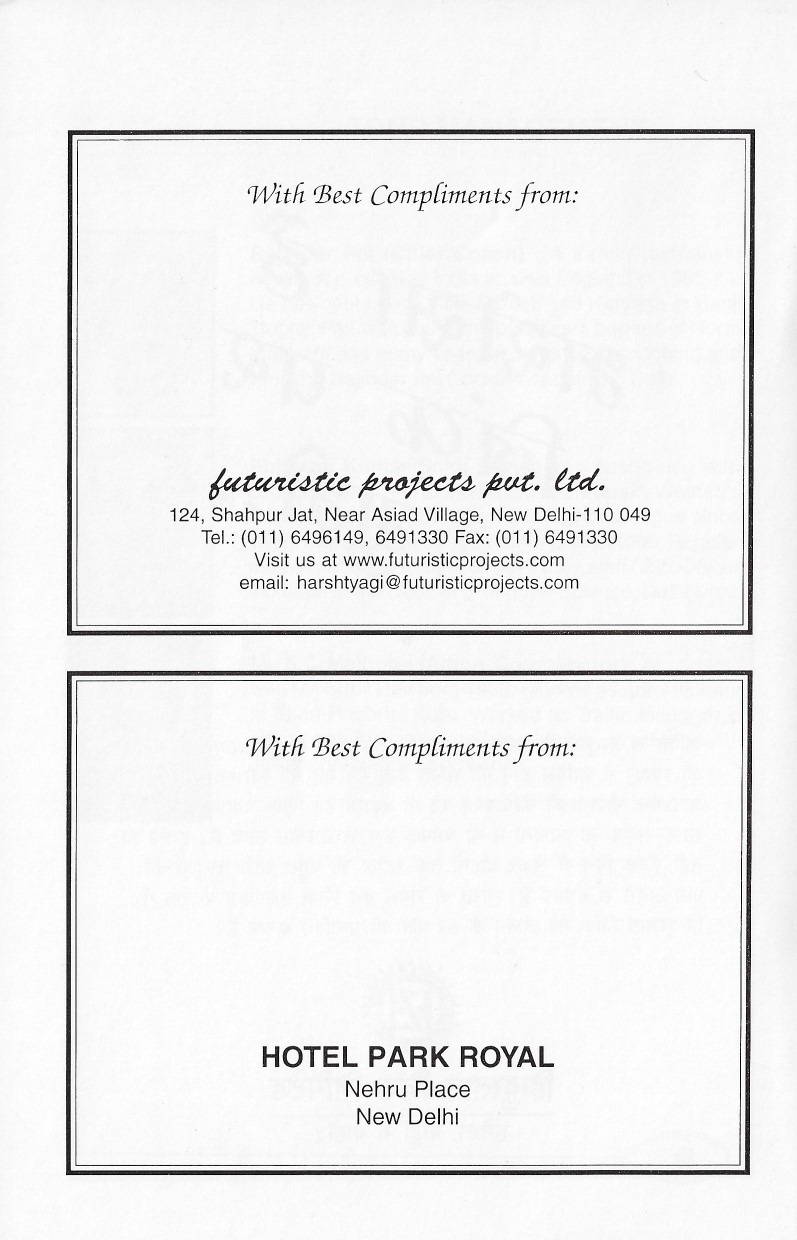 With Best Compliments from:
futuristic projects pvt. ltd.
124, Shahpur Jat, Near Asiad Village, New Delhi-110 049
Tel.: (011) 6496149, 6491330 Fax: (011) 6491330
Visit us at www.futuristicprojects.com
email: harshtyagi@futuristicprojects.com
With Best Compliments from:
HOTEL PARK ROYAL
Nehru Place
New Delhi